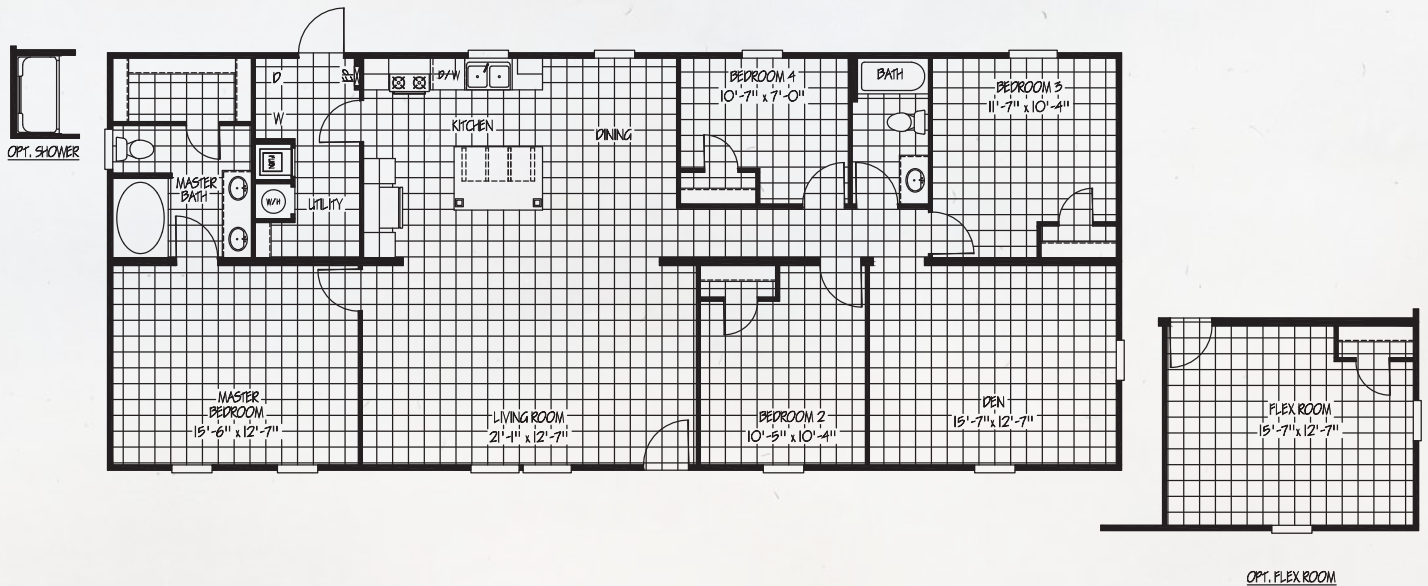 OPT. SHOWER
D
W
EP
FUN
W/H
UTILITY
MASTER
BATH
D/W
KITCHEN
DINING
BEDROOM 4
10'-7" x 7'-0"
BATH
BEDROOM 3
11'-7" x 10'-4"
MASTER
BEDROOM
15'-6" x 12'-7"
LIVING ROOM
21'-1" x 12'-7"
BEDROOM 2
10'-5" x 10'-4"
DEN
15'-7" x 12'-7"
FLEX ROOM
15'-7" x 12'-7"
OPT. FLEX ROOM